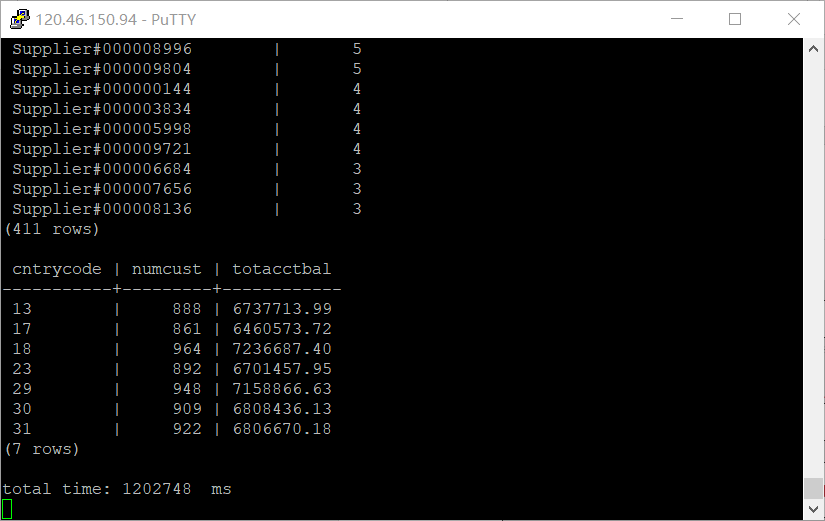 120.46.150.94 - PuTTY
Supplier#000008996 | 5
Supplier#000009804 | 5
Supplier#000000144 | 4
Supplier#000003834 | 4
Supplier#000005998 | 4
Supplier#000009721 | 4
Supplier#000006684 | 3
Supplier#000007656 | 3
Supplier#000008136 | 3
(411 rows)
cntrycode | numcust | totacctbal
-----------+---------+------------
13 | 888 | 6737713.99
17 | 861 | 6460573.72
18 | 964 | 7236687.40
23 | 892 | 6701457.95
29 | 948 | 7158866.63
30 | 909 | 6808436.13
31 | 922 | 6806670.18
(7 rows)
total time: 1202748 ms